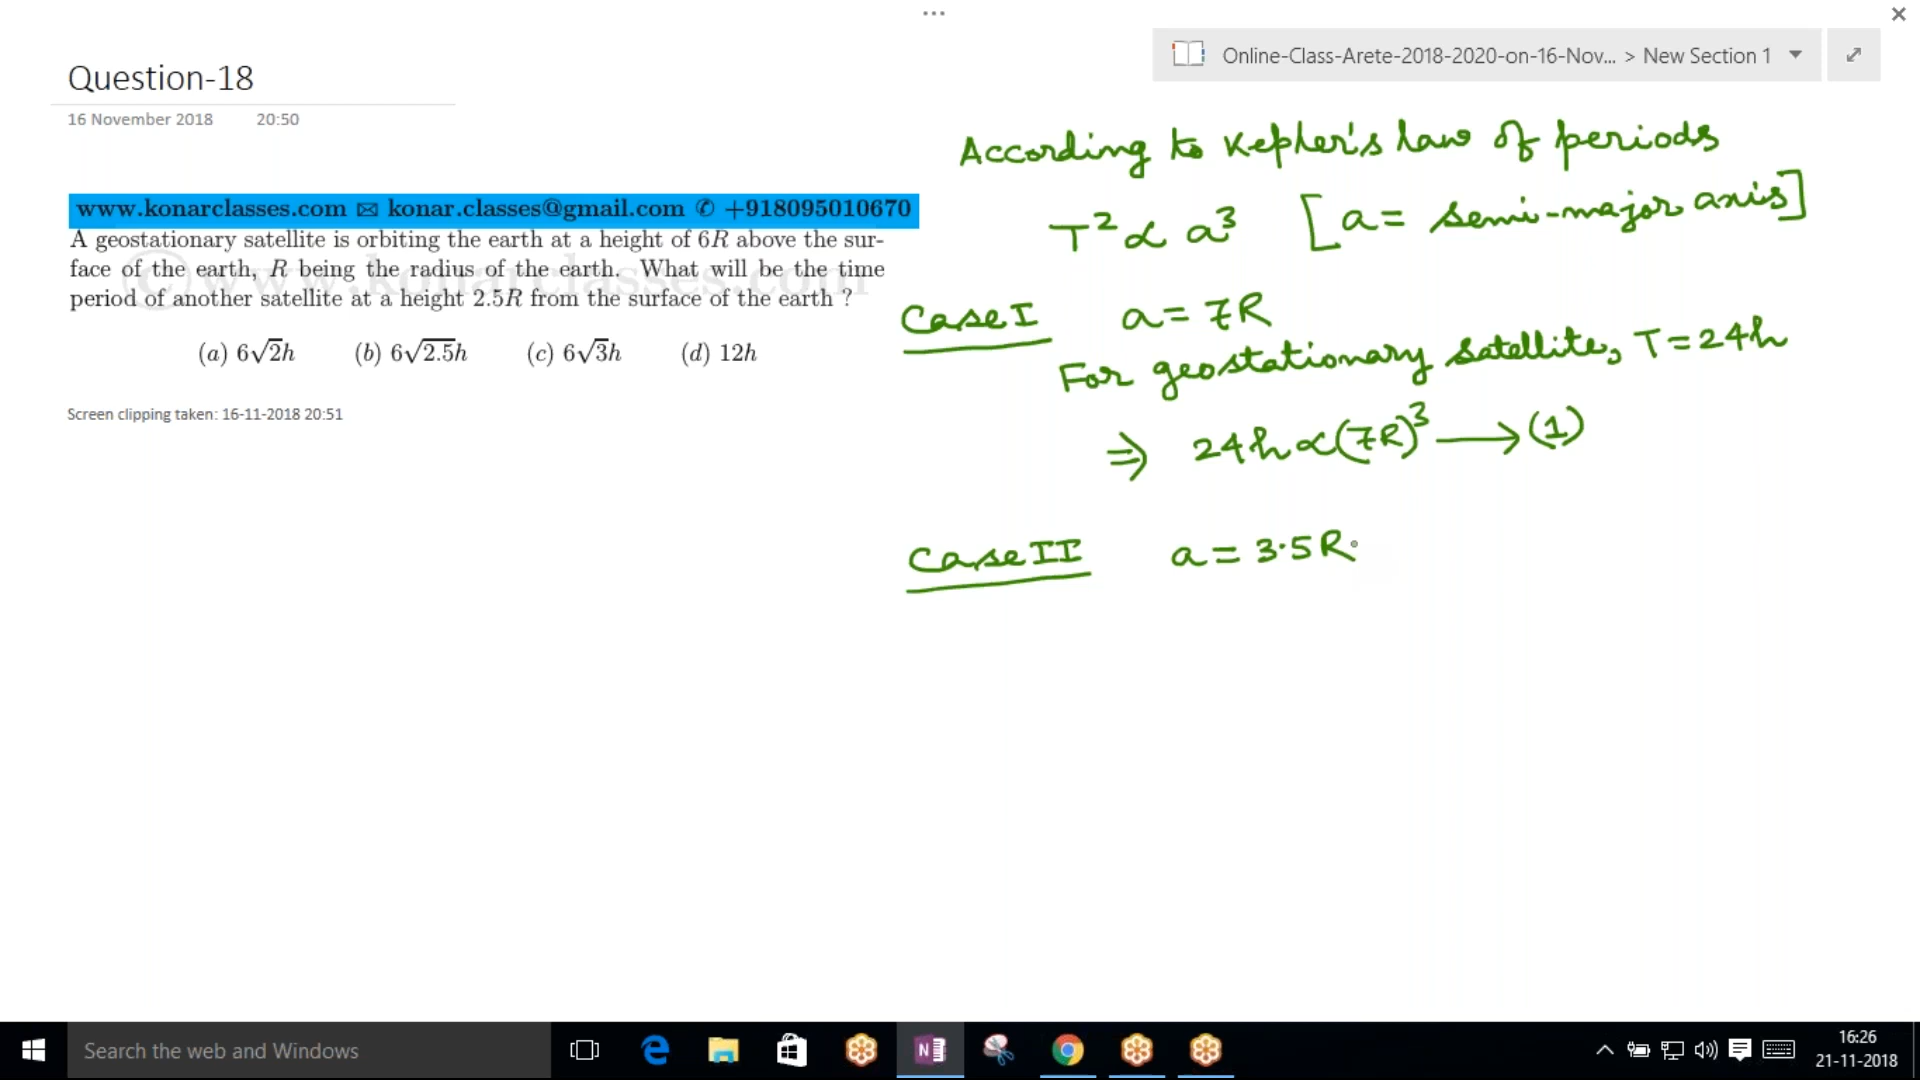 Online-Class-Arete-2018-2020-on-16-Nov... > New Section 1
Question-18
16 November 2018 20:50
www.konarclasses.com ✉ konar.classes@gmail.com ✆ +918095010670
A geostationary satellite is orbiting the earth at a height of 6R above the sur-
face of the earth, R being the radius of the earth. What will be the time
period of another satellite at a height 2.5R from the surface of the earth ?
(a) 6√2h (b) 6√2.5h (c) 6√3h (d) 12h
©www.konarclasses.com
Screen clipping taken: 16-11-2018 20:51
According to Kepler's law of periods
T² ∝ a³ [a = semi-major axis]
Case I a = 7R
For geostationary satellite, T = 24h
⇒ 24h ∝ (7R)³ ⟶ (1)
Case II a = 3.5R
Search the web and Windows
16:26
21-11-2018